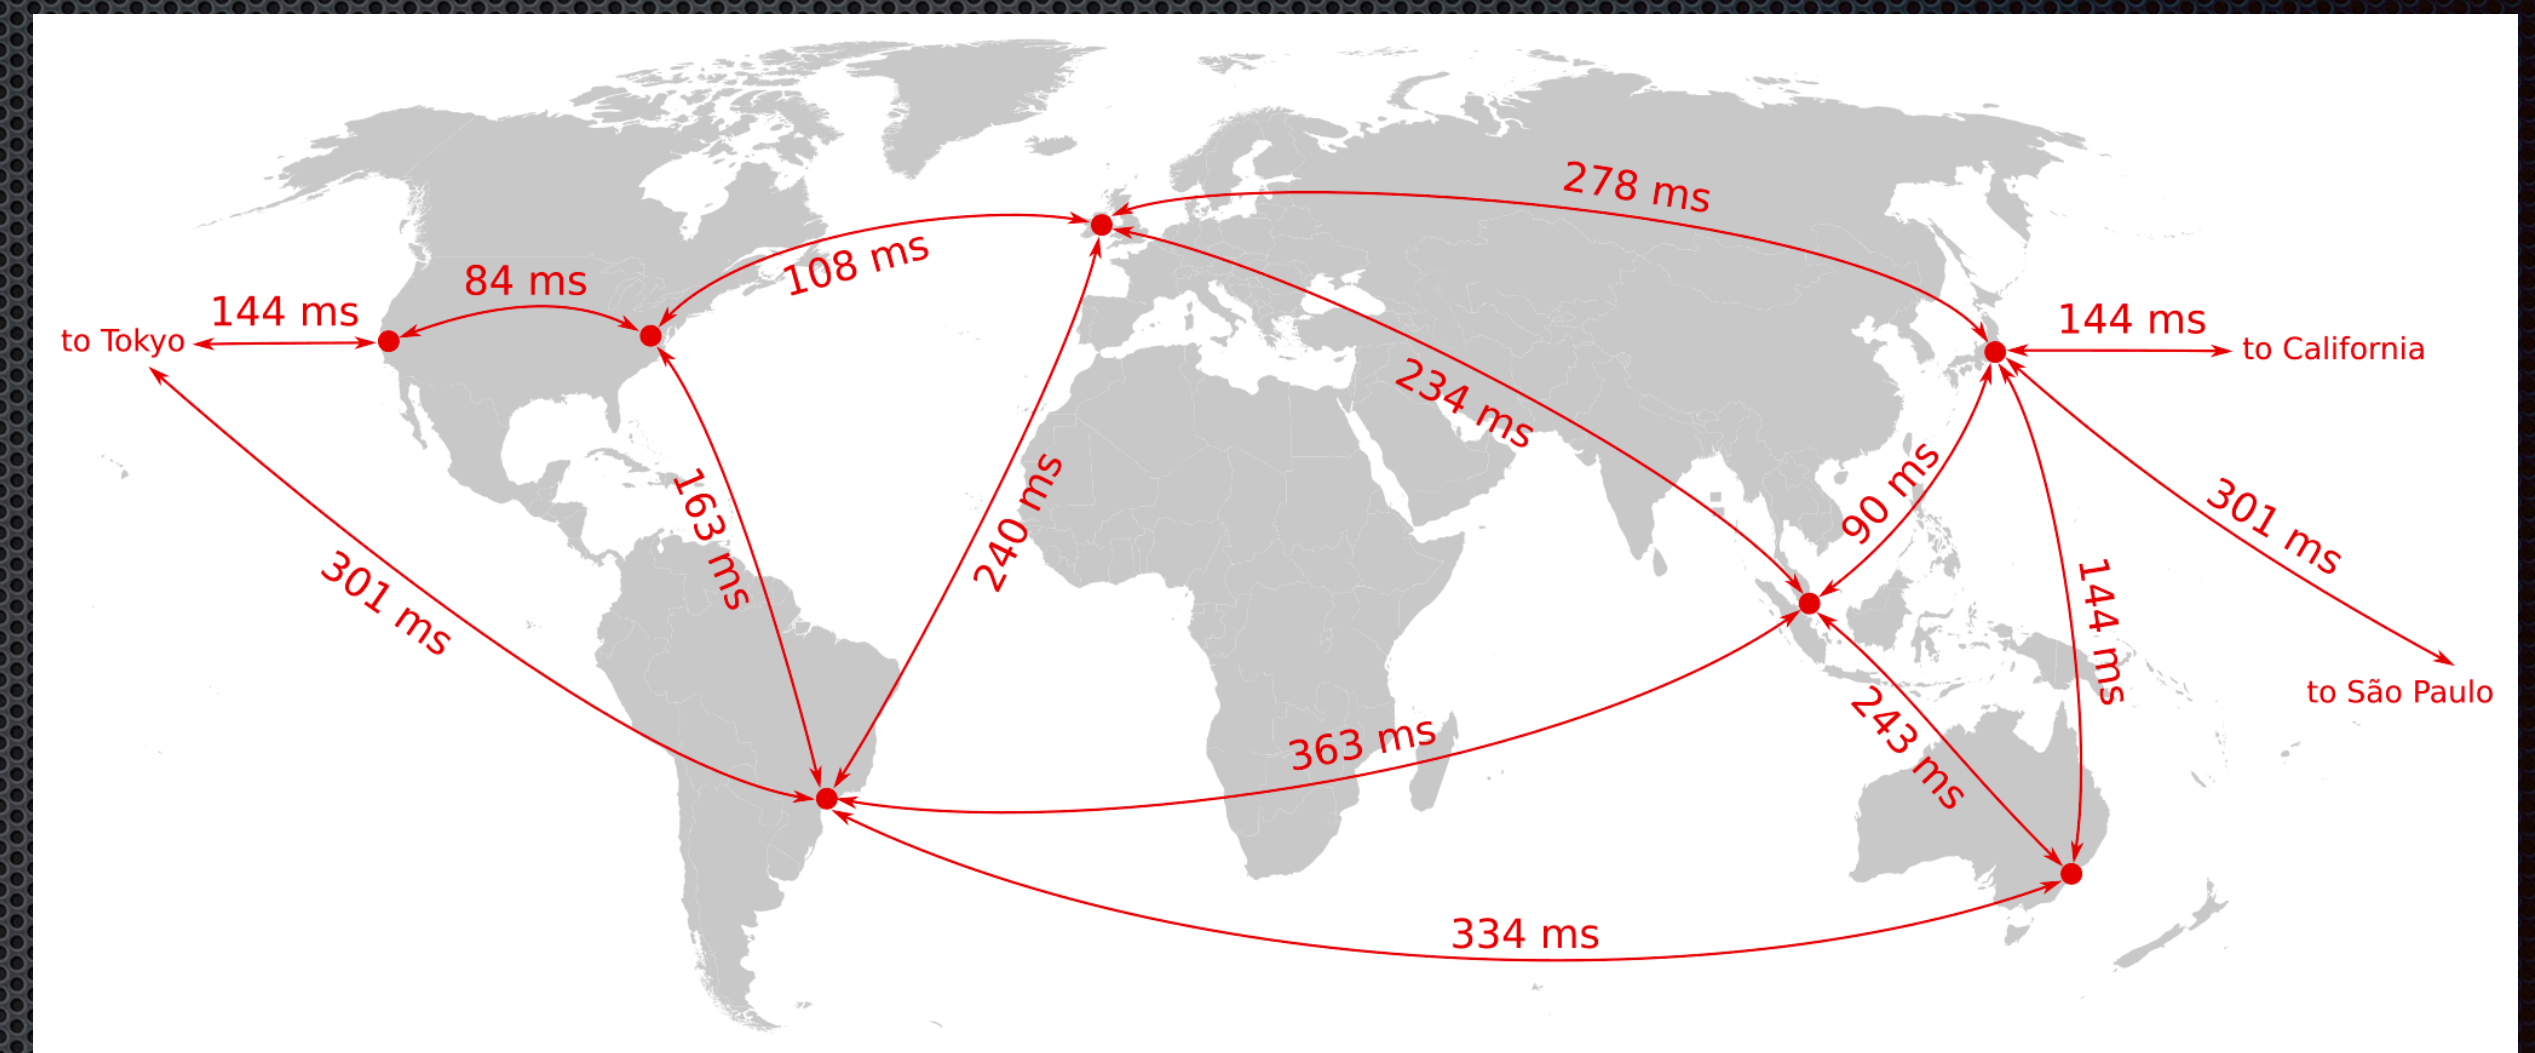 278 ms
108 ms
84 ms
144 ms
to Tokyo
144 ms
to California
234 ms
90 ms
163 ms
240 ms
301 ms
301 ms
144 ms
to São Paulo
363 ms
243 ms
334 ms